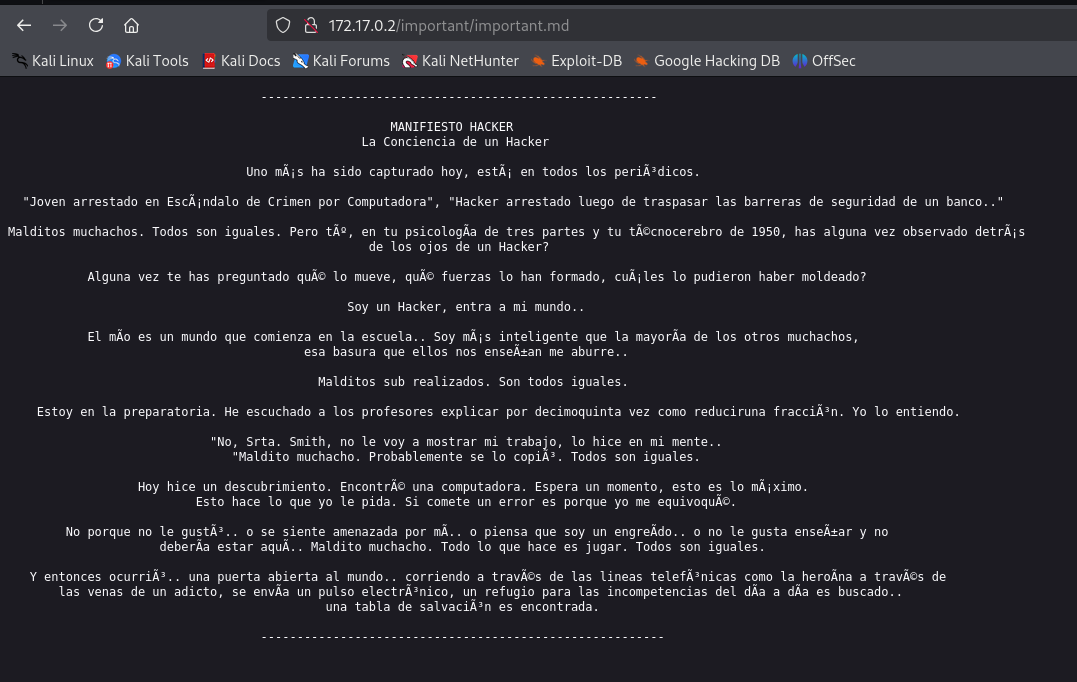 172.17.0.2/important/important.md
Kali Linux Kali Tools Kali Docs Kali Forums Kali NetHunter Exploit-DB Google Hacking DB OffSec
-------------------------------------------------------
MANIFIESTO HACKER
La Conciencia de un Hacker
Uno mÃ¡s ha sido capturado hoy, estÃ¡ en todos los periÃ³dicos.
"Joven arrestado en EscÃ¡ndalo de Crimen por Computadora", "Hacker arrestado luego de traspasar las barreras de seguridad de un banco.."
Malditos muchachos. Todos son iguales. Pero tÃº, en tu psicologÃa de tres partes y tu tÃ©cnocerebro de 1950, has alguna vez observado detrÃ¡s
de los ojos de un Hacker?
Alguna vez te has preguntado quÃ© lo mueve, quÃ© fuerzas lo han formado, cuÃ¡les lo pudieron haber moldeado?
Soy un Hacker, entra a mi mundo..
El mÃo es un mundo que comienza en la escuela.. Soy mÃ¡s inteligente que la mayorÃa de los otros muchachos,
esa basura que ellos nos enseÃ±an me aburre..
Malditos sub realizados. Son todos iguales.
Estoy en la preparatoria. He escuchado a los profesores explicar por decimoquinta vez como reduciruna fracciÃ³n. Yo lo entiendo.
"No, Srta. Smith, no le voy a mostrar mi trabajo, lo hice en mi mente..
"Maldito muchacho. Probablemente se lo copiÃ³. Todos son iguales.
Hoy hice un descubrimiento. EncontrÃ© una computadora. Espera un momento, esto es lo mÃ¡ximo.
Esto hace lo que yo le pida. Si comete un error es porque yo me equivoquÃ©.
No porque no le gustÃ³.. o se siente amenazada por mÃ.. o piensa que soy un engreÃdo.. o no le gusta enseÃ±ar y no
deberÃa estar aquÃ.. Maldito muchacho. Todo lo que hace es jugar. Todos son iguales.
Y entonces ocurriÃ³.. una puerta abierta al mundo.. corriendo a travÃ©s de las lineas telefÃ³nicas como la heroÃna a travÃ©s de
las venas de un adicto, se envÃa un pulso electrÃ³nico, un refugio para las incompetencias del dÃa a dÃa es buscado..
una tabla de salvaciÃ³n es encontrada.
--------------------------------------------------------